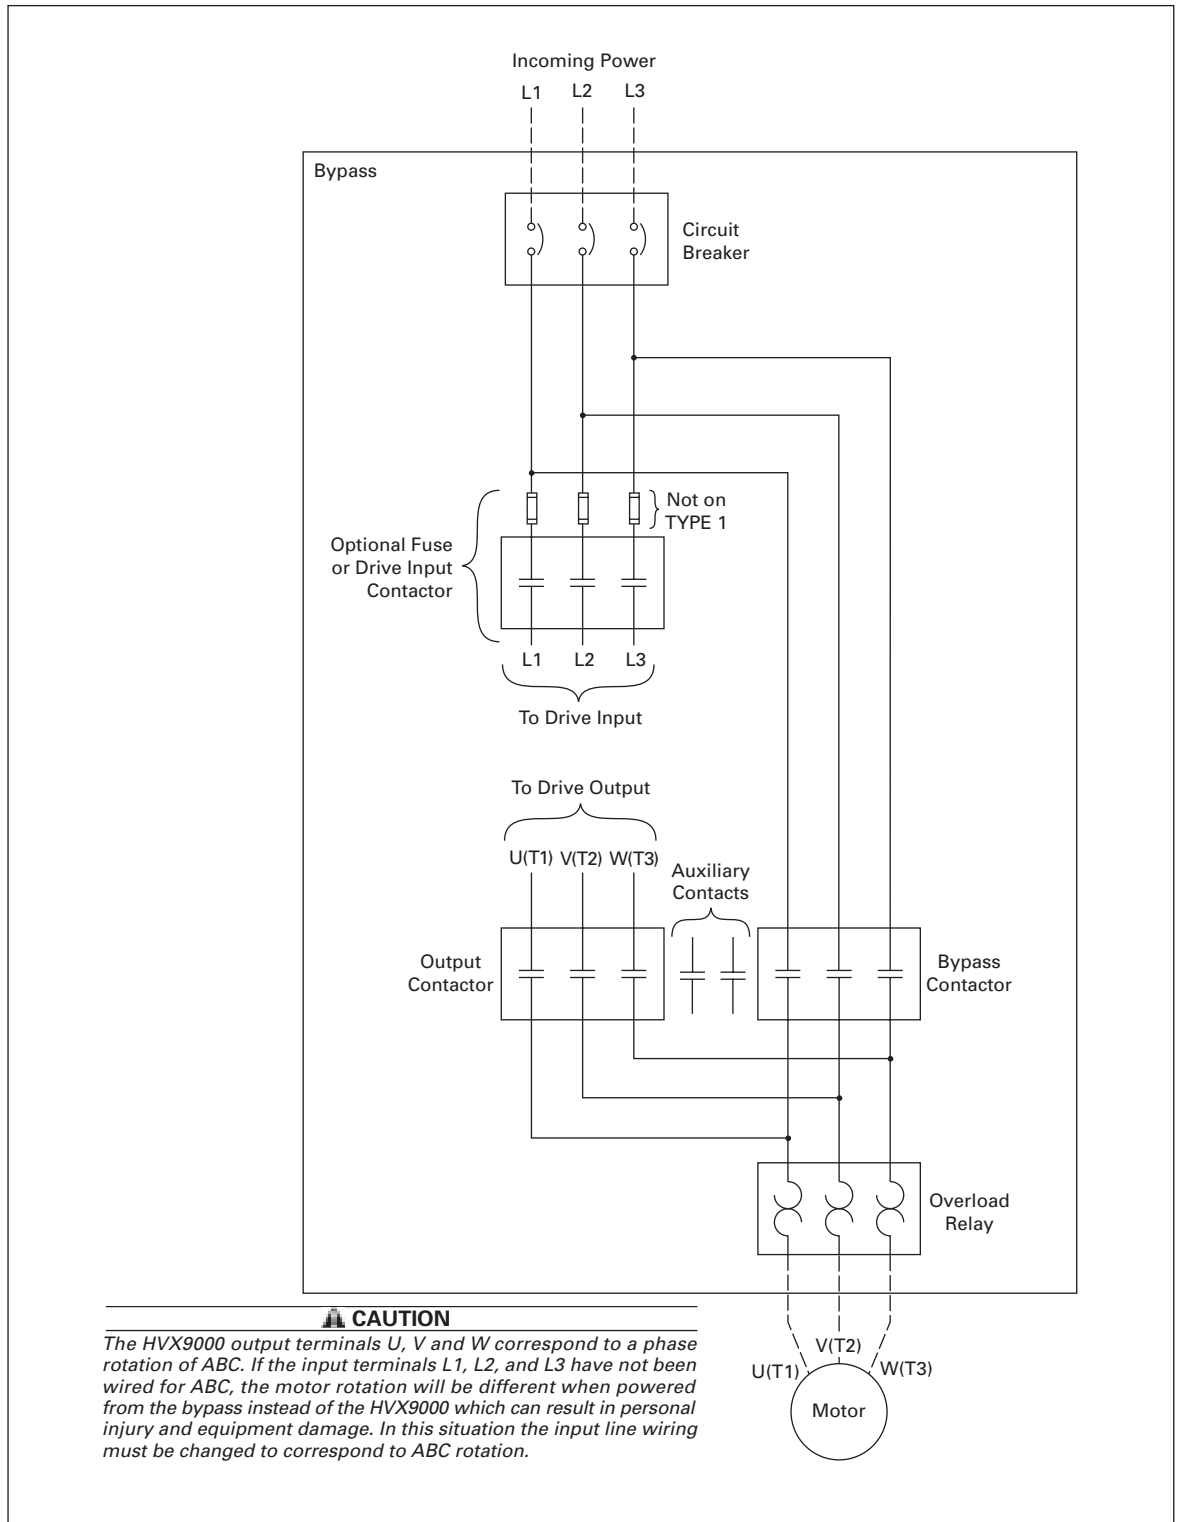 Incoming Power
L1 L2 L3
Bypass
Circuit
Breaker
Not on
TYPE 1
Optional Fuse
or Drive Input
Contactor
L1 L2 L3
To Drive Input
To Drive Output
U(T1) V(T2) W(T3)
Auxiliary
Contacts
Output
Contactor
Bypass
Contactor
Overload
Relay
CAUTION
The HVX9000 output terminals U, V and W correspond to a phase
rotation of ABC. If the input terminals L1, L2, and L3 have not been
wired for ABC, the motor rotation will be different when powered
from the bypass instead of the HVX9000 which can result in personal
injury and equipment damage. In this situation the input line wiring
must be changed to correspond to ABC rotation.
U(T1) V(T2) W(T3)
Motor